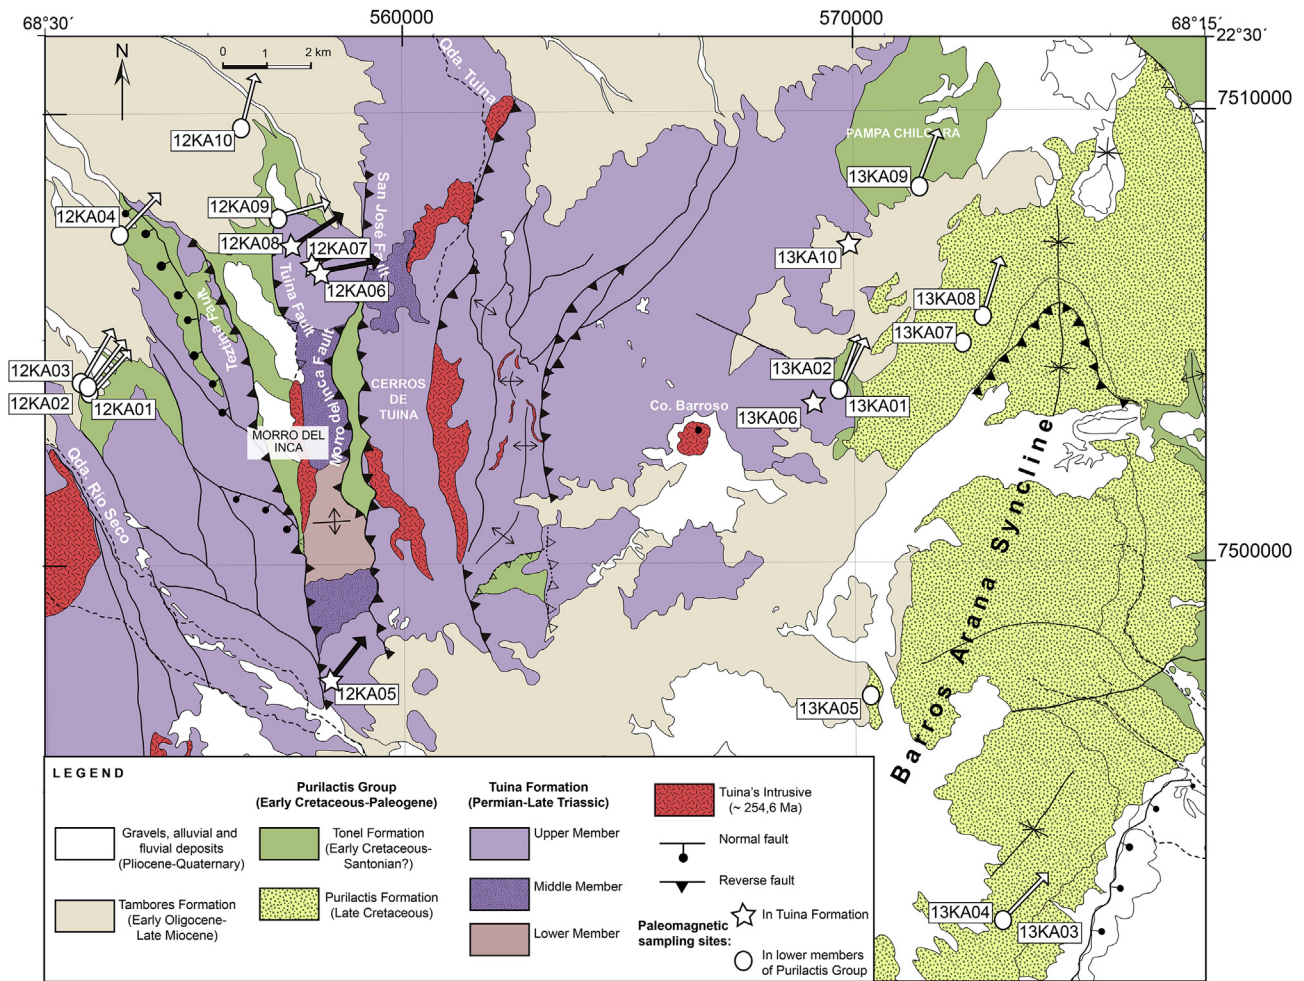 68°30´
560000
570000
68°15´
22°30´
N
0 1 2 km
Qda. Tuina
7510000
12KA10
PAMPA CHILCARA
13KA09
San José Fault
12KA04
12KA09
12KA08
12KA07
12KA06
13KA10
Tuina Fault
Teztina Fault
13KA08
13KA07
12KA03
12KA02
12KA01
Morro del Inca Fault
CERROS
DE
TUINA
13KA02
13KA01
Co. Barroso
13KA06
MORRO DEL
INCA
Qda. Río Seco
Barros Arana Syncline
7500000
12KA05
13KA05
13KA04
13KA03
LEGEND
Gravels, alluvial and
fluvial deposits
(Pliocene-Quaternary)
Tambores Formation
(Early Oligocene-
Late Miocene)
Purilactis Group
(Early Cretaceous-Paleogene)
Tonel Formation
(Early Cretaceous-
Santonian?)
Purilactis Formation
(Late Cretaceous)
Tuina Formation
(Permian-Late Triassic)
Upper Member
Middle Member
Lower Member
Tuina's Intrusive
(~ 254,6 Ma)
Normal fault
Reverse fault
Paleomagnetic
sampling sites:
In Tuina Formation
In lower members
of Purilactis Group